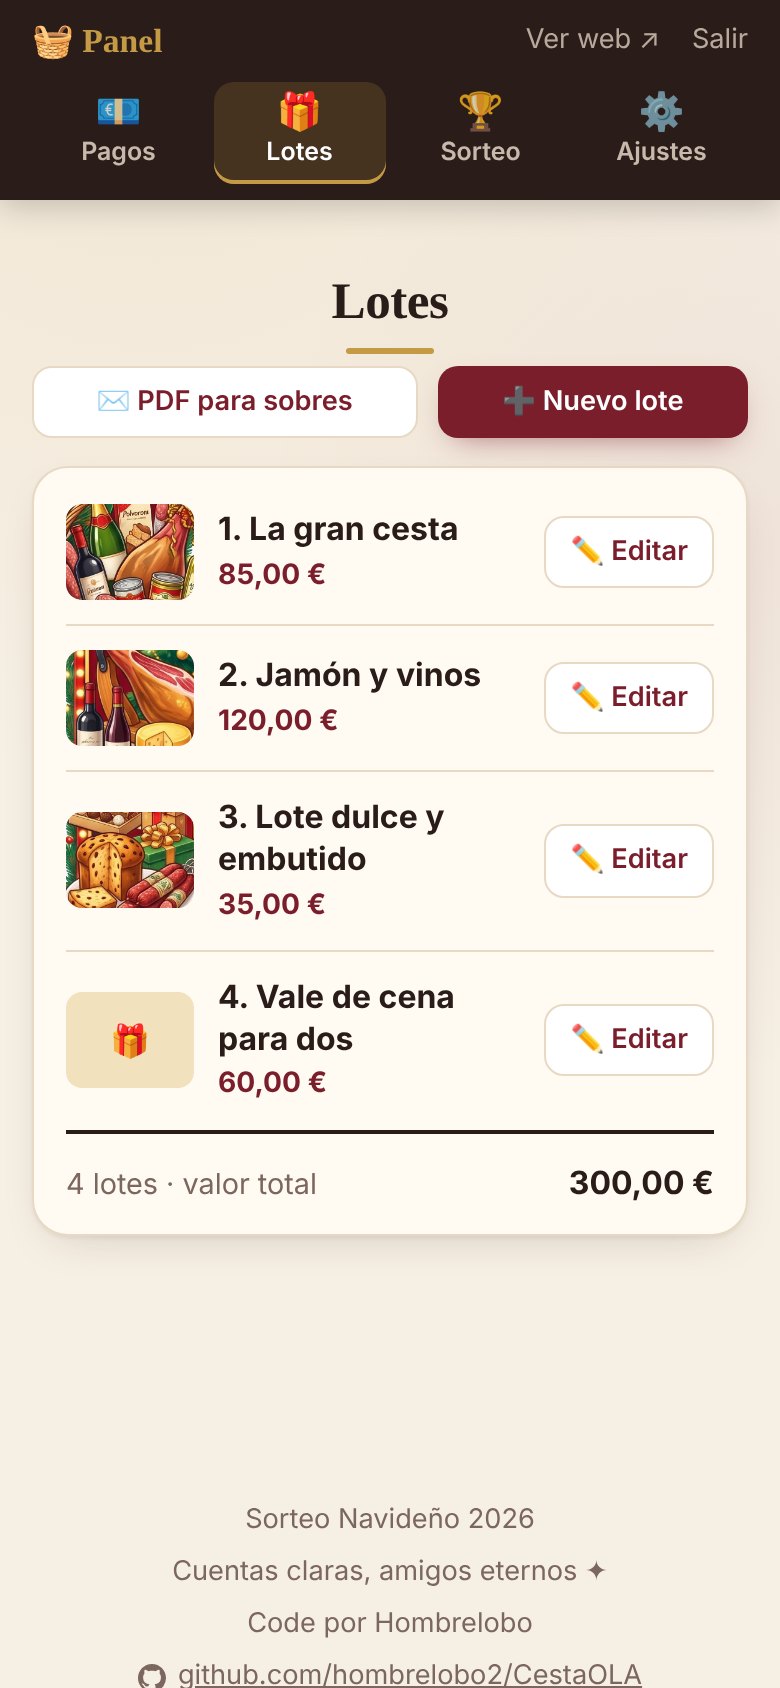 Panel
Ver web ↗
Salir
Pagos
Lotes
Sorteo
Ajustes
Lotes
PDF para sobres
Nuevo lote
Polvorones
1. La gran cesta
85,00 €
Editar
2. Jamón y vinos
120,00 €
Editar
3. Lote dulce y
embutido
35,00 €
Editar
4. Vale de cena
para dos
60,00 €
Editar
4 lotes · valor total
300,00 €
Sorteo Navideño 2026
Cuentas claras, amigos eternos ✦
Code por Hombrelobo
github.com/hombrelobo2/CestaOLA